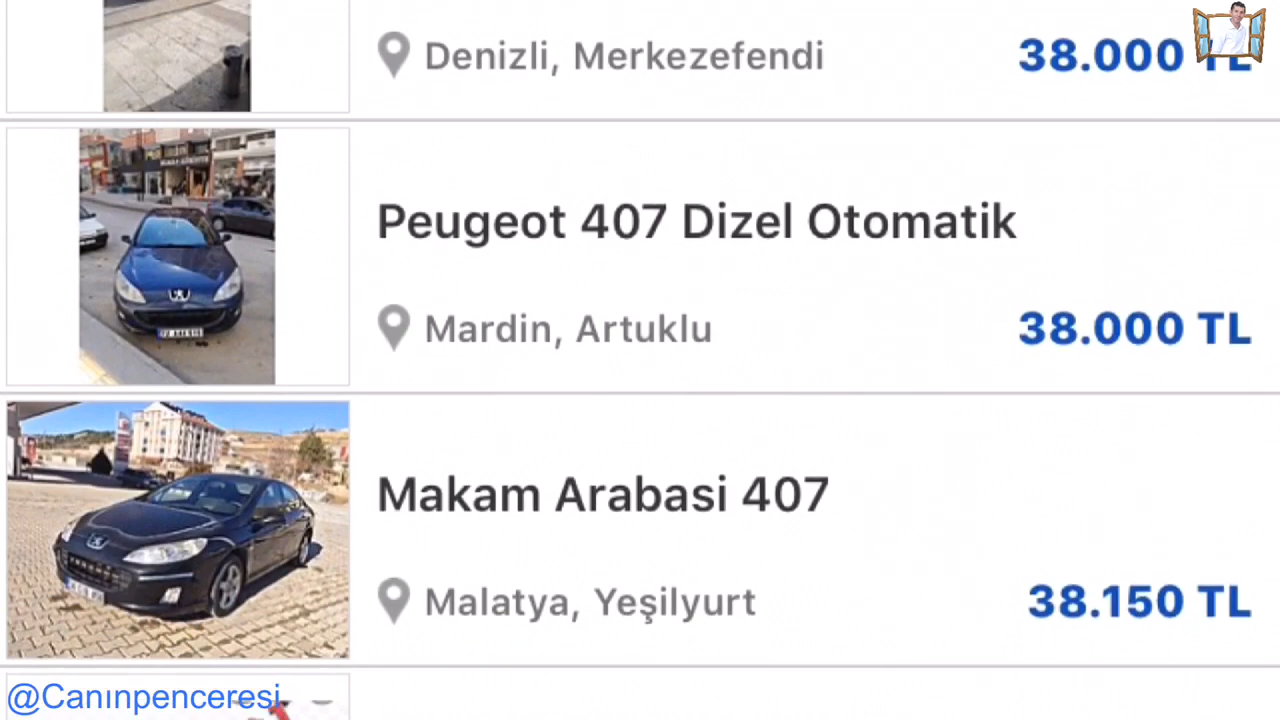 Denizli, Merkezefendi
38.000 TL
Peugeot 407 Dizel Otomatik
Mardin, Artuklu
38.000 TL
Makam Arabasi 407
Malatya, Yeşilyurt
38.150 TL
@Canınpenceresi